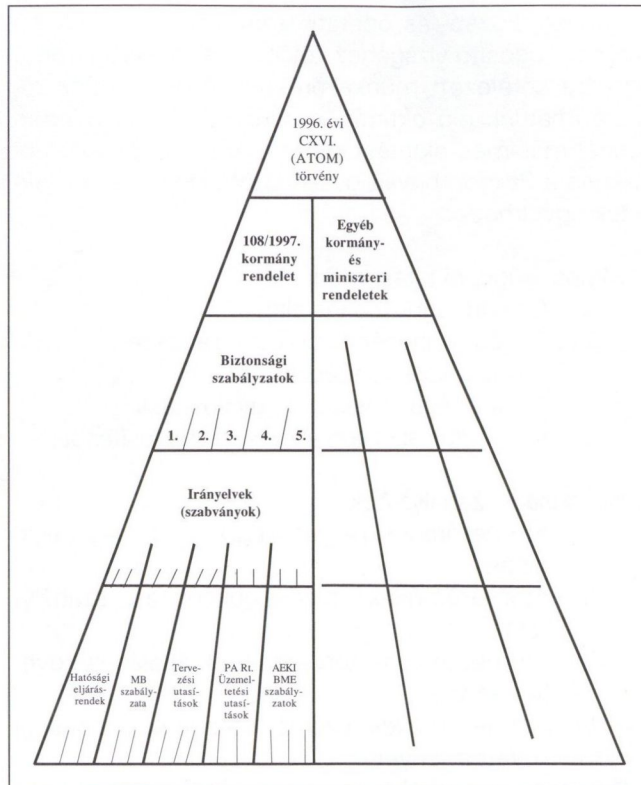 1996. évi
CXVI.
(ATOM)
törvény
108/1997.
kormány
rendelet
Egyéb
kormány-
és
miniszteri
rendeletek
Biztonsági
szabályzatok
1. 2. 3. 4. 5.
Irányelvek
(szabványok)
Hatósági
eljárás-
rendek
MB
szabály-
zata
Terve-
zési
utasí-
tások
PA Rt.
Üzemel-
tetési
utasí-
tások
AEKI
BME
szabály-
zatok